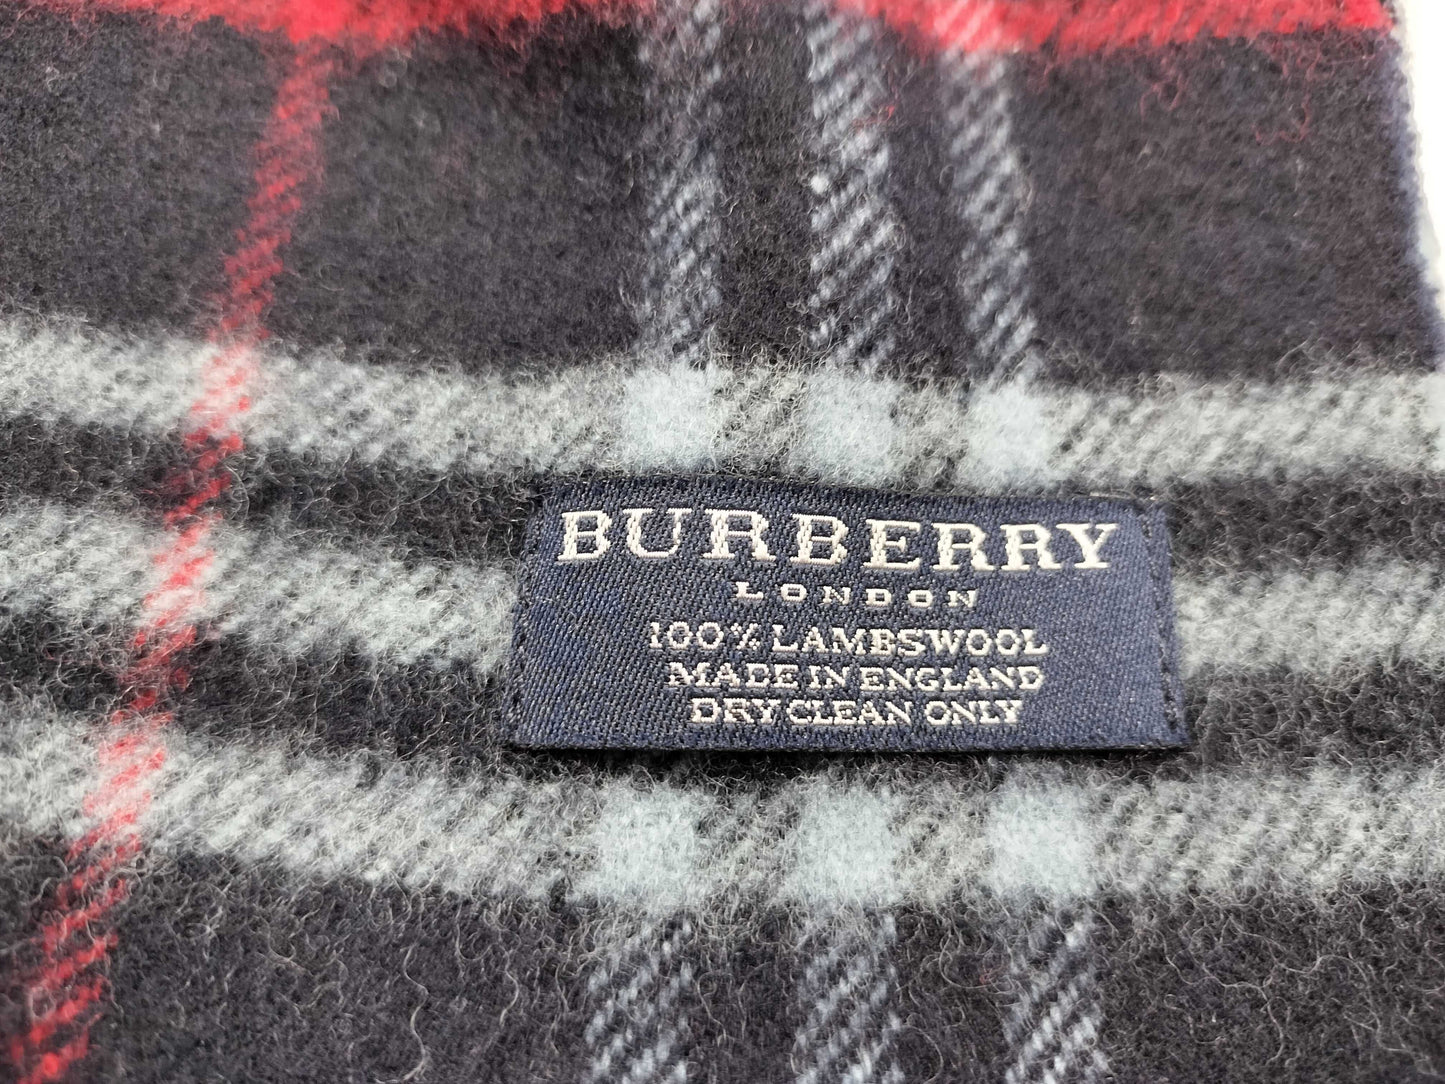 BURBERRY
LONDON
100% LAMBSWOOL
MADE IN ENGLAND
DRY CLEAN ONLY